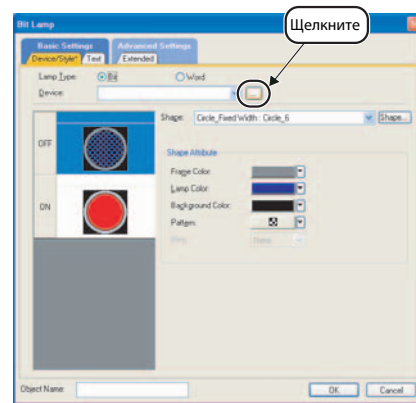 Bit Lamp
Щелкните
Basic Settings
Advanced Settings
Device/Style*
Text
Extended
Lamp Type:
Bit
Word
Device:
...
Shape:
Circle_Fixed Width : Circle_6
Shape...
OFF
Shape Attribute
Frame Color:
Lamp Color:
Background Color:
Pattern:
ON
None
Object Name:
OK
Cancel